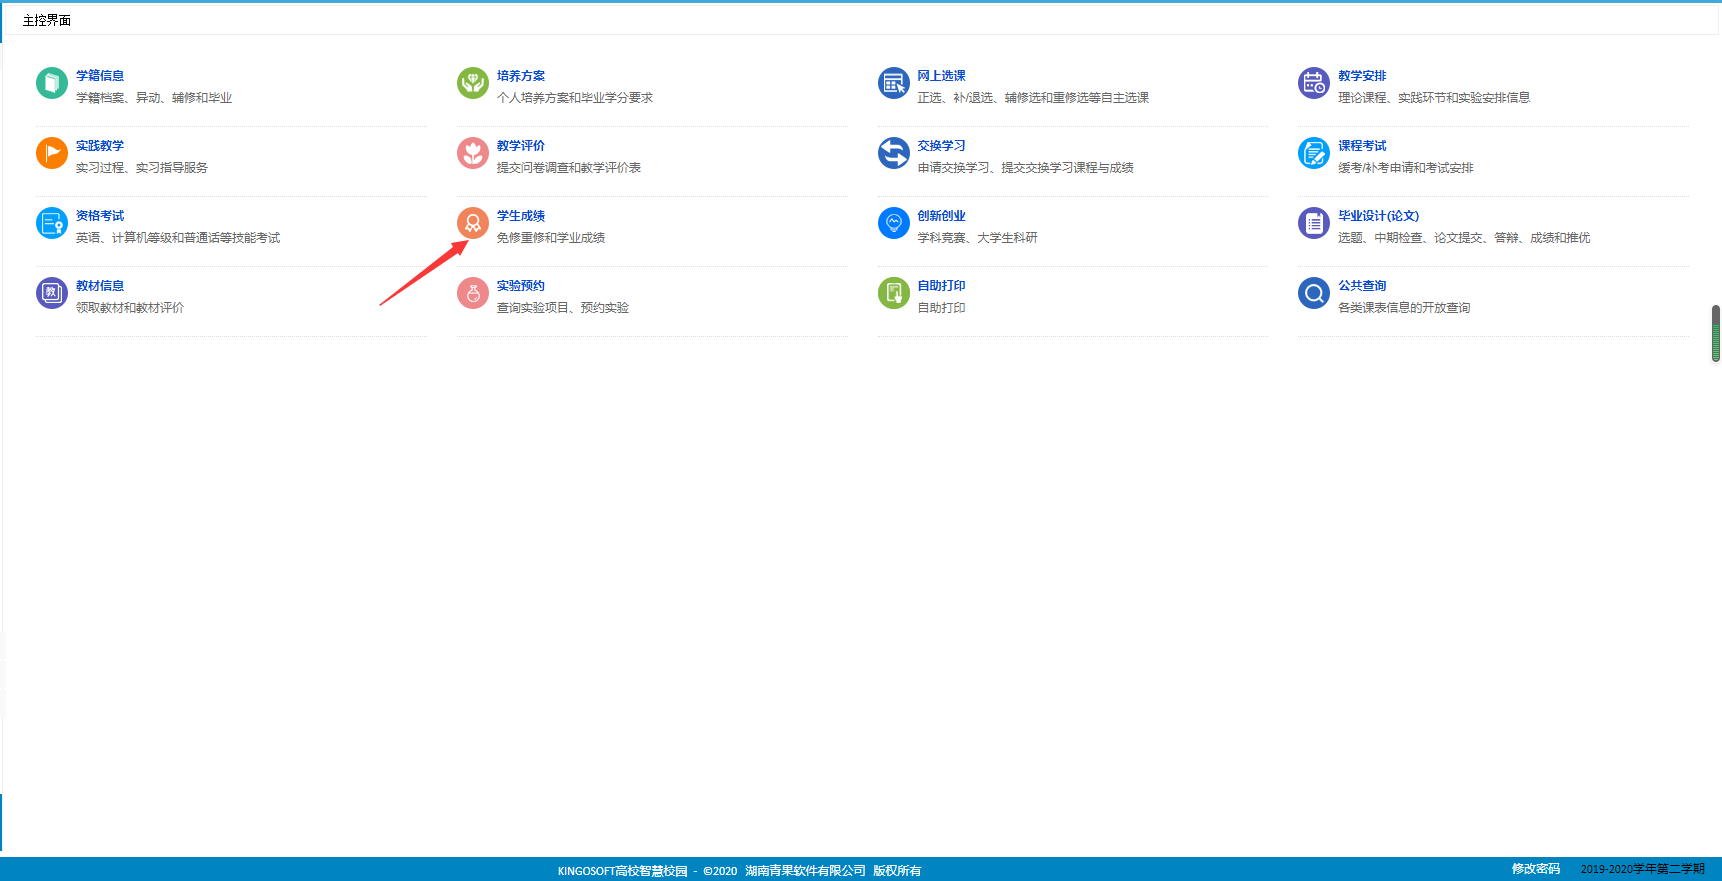 主控界面
学籍信息
学籍档案、异动、辅修和毕业
培养方案
个人培养方案和毕业学分要求
网上选课
正选、补/退选、辅修选和重修选等自主选课
教学安排
理论课程、实践环节和实验安排信息
实践教学
实习过程、实习指导服务
教学评价
提交问卷调查和教学评价表
交换学习
申请交换学习、提交交换学习课程与成绩
课程考试
缓考/补考申请和考试安排
资格考试
英语、计算机等级和普通话等技能考试
学生成绩
免修重修和学业成绩
创新创业
学科竞赛、大学生科研
毕业设计(论文)
选题、中期检查、论文提交、答辩、成绩和推优
教
教材信息
领取教材和教材评价
实验预约
查询实验项目、预约实验
自助打印
自助打印
公共查询
各类课表信息的开放查询
KINGOSOFT高校智慧校园 - ©2020 湖南青果软件有限公司 版权所有
修改密码 2019-2020学年第二学期